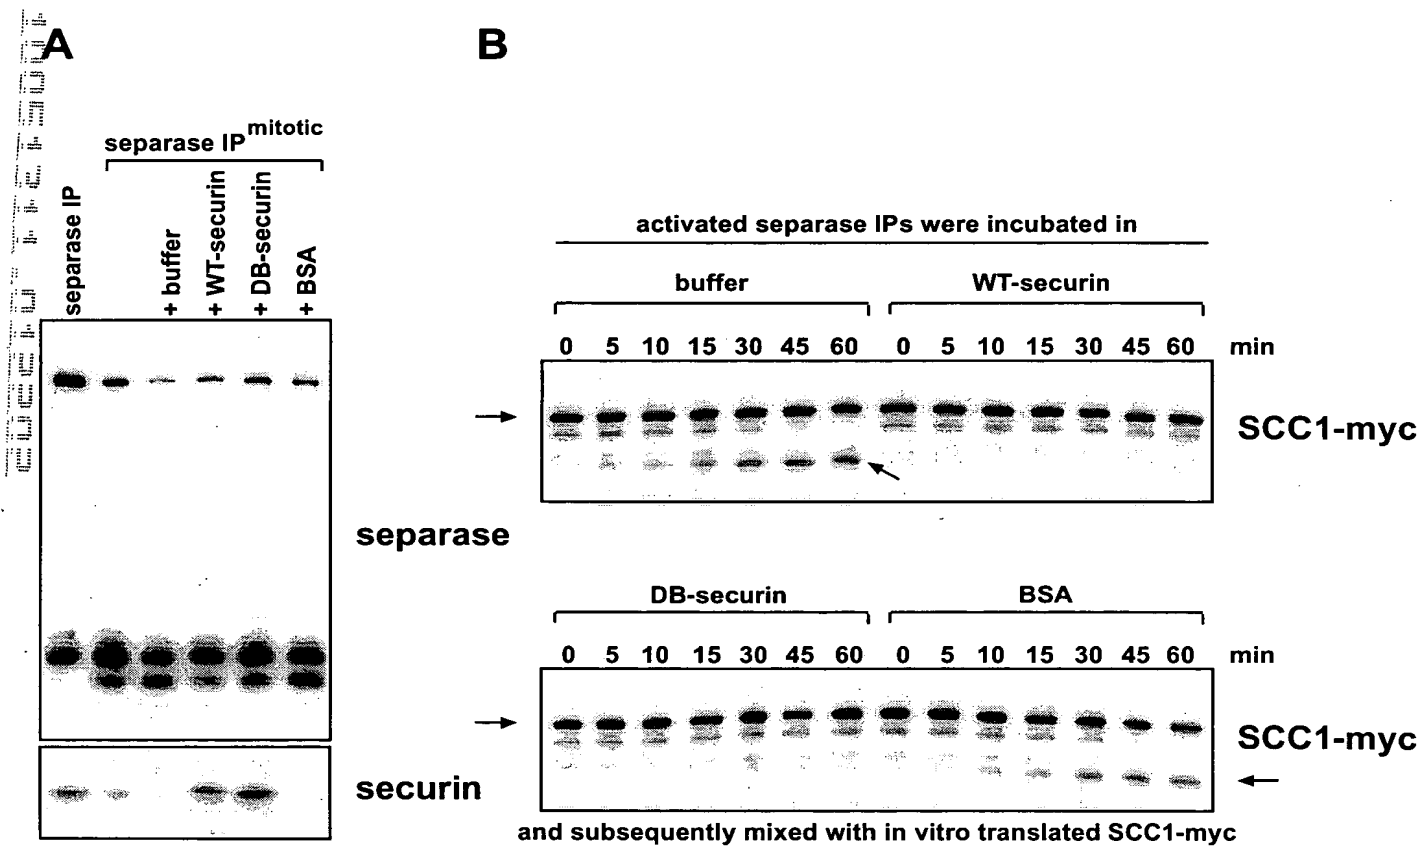 A
B
separase IP mitotic
separase IP
+ buffer
+ WT-securin
+ DB-securin
+ BSA
separase
securin
activated separase IPs were incubated in
buffer WT-securin
0 5 10 15 30 45 60 0 5 10 15 30 45 60 min
SCC1-myc
DB-securin BSA
0 5 10 15 30 45 60 0 5 10 15 30 45 60 min
SCC1-myc
and subsequently mixed with in vitro translated SCC1-myc